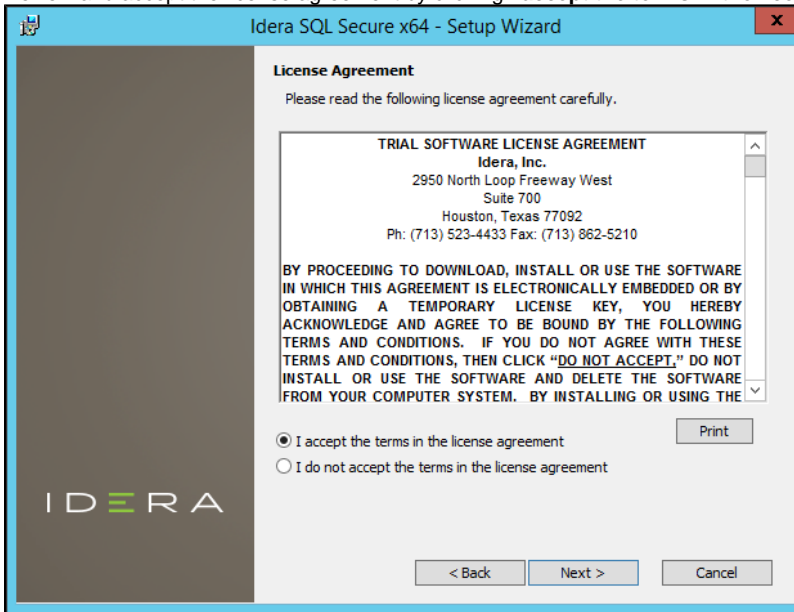 Idera SQL Secure x64 - Setup Wizard
x
License Agreement
Please read the following license agreement carefully.
TRIAL SOFTWARE LICENSE AGREEMENT
Idera, Inc.
2950 North Loop Freeway West
Suite 700
Houston, Texas 77092
Ph: (713) 523-4433 Fax: (713) 862-5210
BY PROCEEDING TO DOWNLOAD, INSTALL OR USE THE SOFTWARE
IN WHICH THIS AGREEMENT IS ELECTRONICALLY EMBEDDED OR BY
OBTAINING A TEMPORARY LICENSE KEY, YOU HEREBY
ACKNOWLEDGE AND AGREE TO BE BOUND BY THE FOLLOWING
TERMS AND CONDITIONS. IF YOU DO NOT AGREE WITH THESE
TERMS AND CONDITIONS, THEN CLICK “DO NOT ACCEPT,” DO NOT
INSTALL OR USE THE SOFTWARE AND DELETE THE SOFTWARE
FROM YOUR COMPUTER SYSTEM. BY INSTALLING OR USING THE
I accept the terms in the license agreement
Print
I do not accept the terms in the license agreement
IDERA
< Back
Next >
Cancel